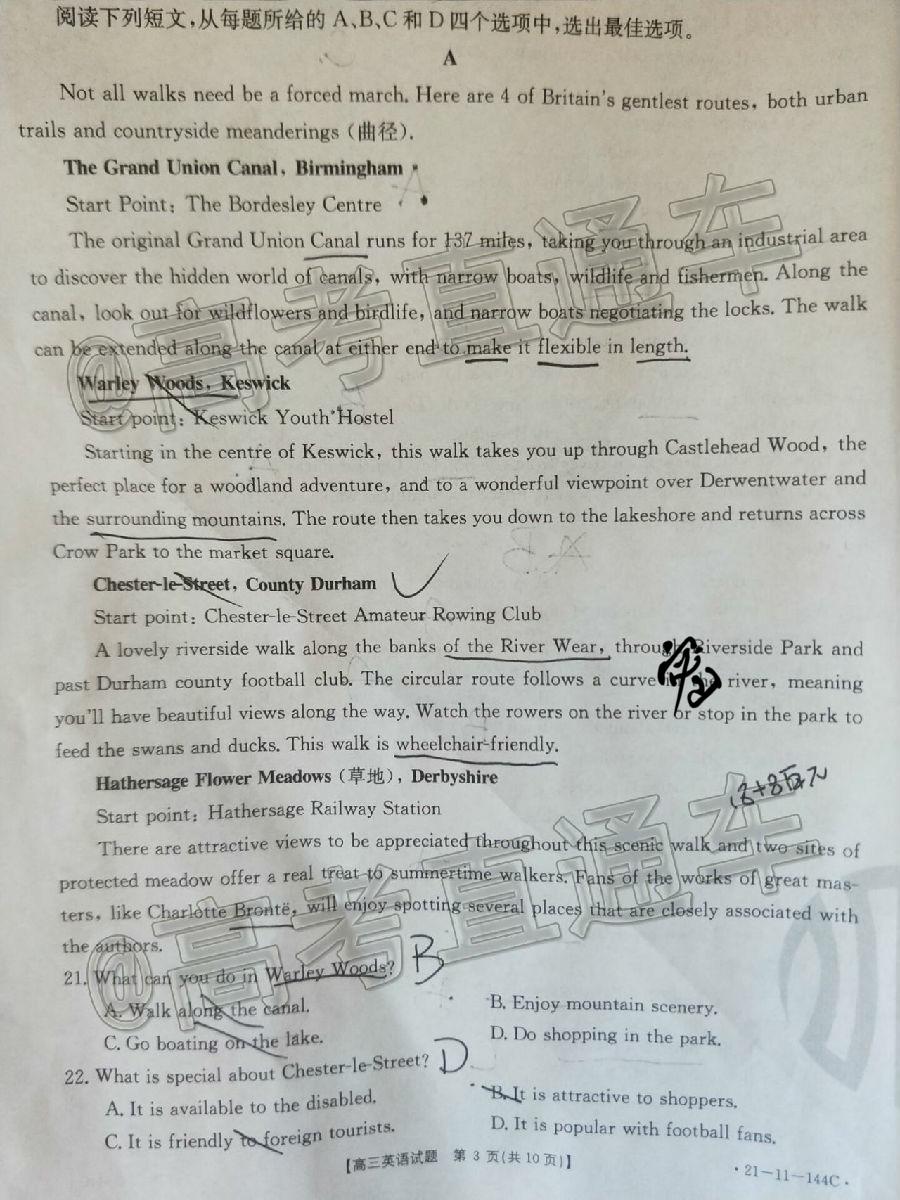 阅读下列短文,从每题所给的 A、B、C 和 D 四个选项中,选出最佳选项。
A
Not all walks need be a forced march. Here are 4 of Britain's gentlest routes, both urban
trails and countryside meanderings (曲径).
The Grand Union Canal, Birmingham
Start Point: The Bordesley Centre
The original Grand Union Canal runs for 137 miles, taking you through an industrial area
to discover the hidden world of canals, with narrow boats, wildlife and fishermen. Along the
canal, look out for wildflowers and birdlife, and narrow boats negotiating the locks. The walk
can be extended along the canal at either end to make it flexible in length.
Warley Woods, Keswick
Start point: Keswick Youth Hostel
Starting in the centre of Keswick, this walk takes you up through Castlehead Wood, the
perfect place for a woodland adventure, and to a wonderful viewpoint over Derwentwater and
the surrounding mountains. The route then takes you down to the lakeshore and returns across
Crow Park to the market square.
Chester-le-Street, County Durham
Start point: Chester-le-Street Amateur Rowing Club
A lovely riverside walk along the banks of the River Wear, through Riverside Park and
past Durham county football club. The circular route follows a curve river, meaning
you'll have beautiful views along the way. Watch the rowers on the river or stop in the park to
feed the swans and ducks. This walk is wheelchair-friendly.
Hathersage Flower Meadows (草地), Derbyshire
Start point: Hathersage Railway Station
There are attractive views to be appreciated throughout this scenic walk and two sites of
protected meadow offer a real treat to summertime walkers. Fans of the works of great mas-
ters, like Charlotte Brontë, will enjoy spotting several places that are closely associated with
the authors.
21. What can you do in Warley Woods? B
A. Walk along the canal.
B. Enjoy mountain scenery.
C. Go boating on the lake.
D. Do shopping in the park.
22. What is special about Chester-le-Street? D
A. It is available to the disabled.
B. It is attractive to shoppers.
C. It is friendly to foreign tourists.
D. It is popular with football fans.
【高三英语试题 第 3 页(共 10 页)】
·21-11-144C·
@高考直通车
@高考直通车